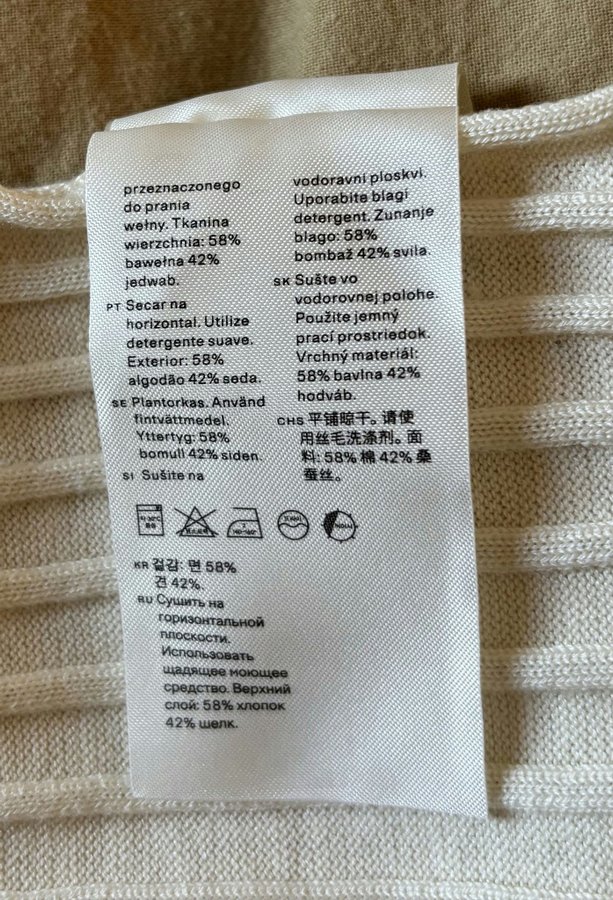 przeznaczonego
do prania
wełny. Tkanina
wierzchnia: 58%
bawełna 42%
jedwab.
PT Secar na
horizontal. Utilize
detergente suave.
Exterior: 58%
algodão 42% seda.
SE Plantorkas. Använd
fintvättmedel.
Yttertyg: 58%
bomull 42% siden.
SI Sušite na
vodoravni ploskvi.
Uporabite blagi
detergent. Zunanje
blago: 58%
bombaž 42% svila.
SK Sušte vo
vodorovnej polohe.
Použite jemný
prací prostriedok.
Vrchný materiál:
58% bavlna 42%
hodváb.
CHS 平铺晾干。请使
用丝毛洗涤剂。面
料: 58% 棉 42% 桑
蚕丝。
KR 겉감: 면 58%
견 42%.
RU Сушить на
горизонтальной
плоскости.
Использовать
щадящее моющее
средство. Верхний
слой: 58% хлопок
42% шелк.